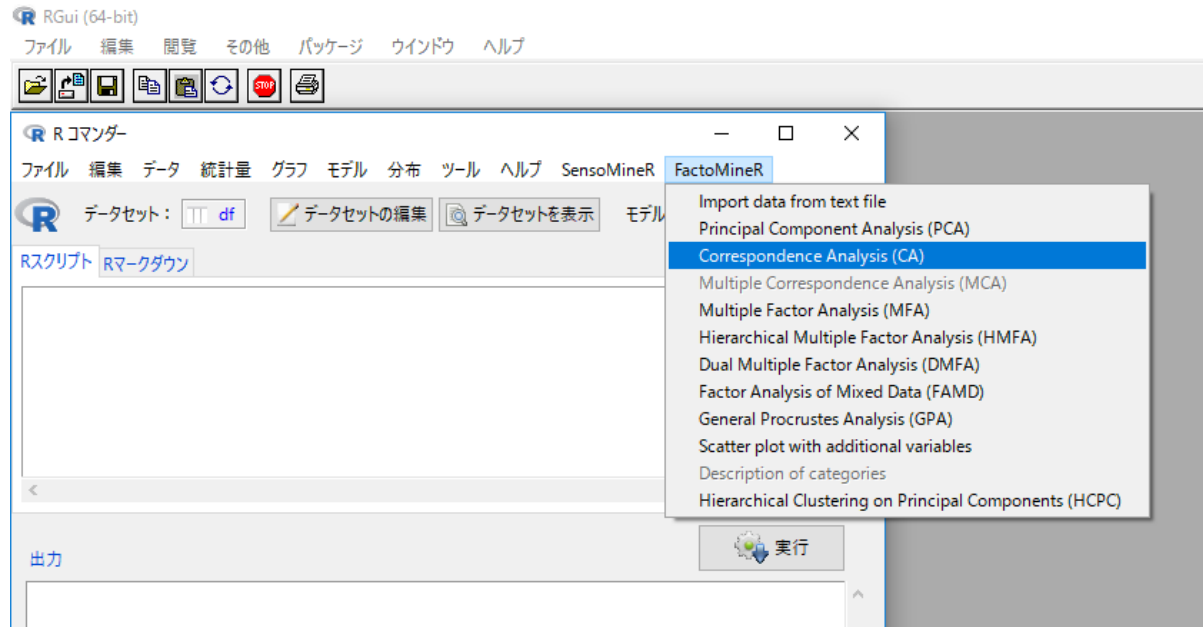 RGui (64-bit)
ファイル 編集 閲覧 その他 パッケージ ウインドウ ヘルプ
STOP
R コマンダー
ファイル 編集 データ 統計量 グラフ モデル 分布 ツール ヘルプ SensoMineR FactoMineR
データセット： df データセットの編集 データセットを表示 モデル
Rスクリプト Rマークダウン
Import data from text file
Principal Component Analysis (PCA)
Correspondence Analysis (CA)
Multiple Correspondence Analysis (MCA)
Multiple Factor Analysis (MFA)
Hierarchical Multiple Factor Analysis (HMFA)
Dual Multiple Factor Analysis (DMFA)
Factor Analysis of Mixed Data (FAMD)
General Procrustes Analysis (GPA)
Scatter plot with additional variables
Description of categories
Hierarchical Clustering on Principal Components (HCPC)
実行
出力